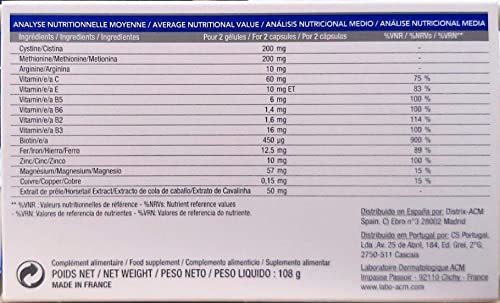 ANALYSE NUTRITIONNELLE MOYENNE / AVERAGE NUTRITIONAL VALUE / ANÁLISIS NUTRICIONAL MEDIO / ANÁLISE NUTRICIONAL MEDIA
Ingrédients / Ingredients / Ingredientes Pour 2 gélules / For 2 capsules / Por 2 cápsulas %VNR / %NRVs / %VRN**
Cystine/Cistina 200 mg -
Methionine/Methionine/Metionina 200 mg -
Arginine/Arginina 10 mg -
Vitamin/e/a C 60 mg 75 %
Vitamin/e/a E 10 mg ET 83 %
Vitamin/e/a B5 6 mg 100 %
Vitamin/e/a B6 1,4 mg 100 %
Vitamin/e/a B2 1,6 mg 114 %
Vitamin/e/a B3 16 mg 100 %
Biotin/e/a 450 µg 900 %
Fer/Iron/Hierro/Ferro 12,5 mg 89 %
Zinc/Conc/Zinco 10 mg 100 %
Magnésium/Magnesium/Magnesio 57 mg 15 %
Cuivre/Copper/Cobre 0,15 mg 15 %
Extrait de prêle/Horsetail Extract/Extracto de cola de caballo/Extrato de Cavalinha 50 mg -
** %VNR : Valeurs nutritionnelles de référence - %NRVs: Nutrient reference values
- %VRN: Valores de referencia de nutrientes - %VRN: Valores de referência de nutrientes
Distribuido en España por: Distrix-ACM
Spain. C/ Ebro nº3 28002 Madrid
Distribuído em Portugal por: CS Portugal,
Lda. Av. 25 de Abril, 184, Ed. Grei, 2ºG,
2750-511 Cascais
Laboratoire Dermatologique ACM
Impasse Poisoir - 92110 Clichy - France
www.labo-acm.com
Complément alimentaire / Food supplement / Complemento alimenticio / Suplemento alimentar
POIDS NET / NET WEIGHT / PESO NETO / PESO LIQUIDO : 108 g
MADE IN FRANCE